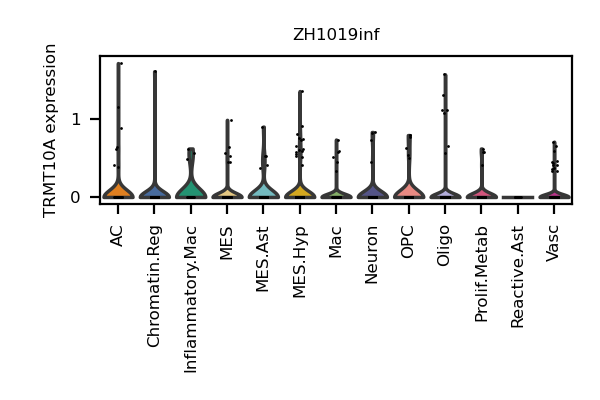 ZH1019inf
TRMT10A expression
1
0
AC
Chromatin.Reg
Inflammatory.Mac
MES
MES.Ast
MES.Hyp
Mac
Neuron
OPC
Oligo
Prolif.Metab
Reactive.Ast
Vasc